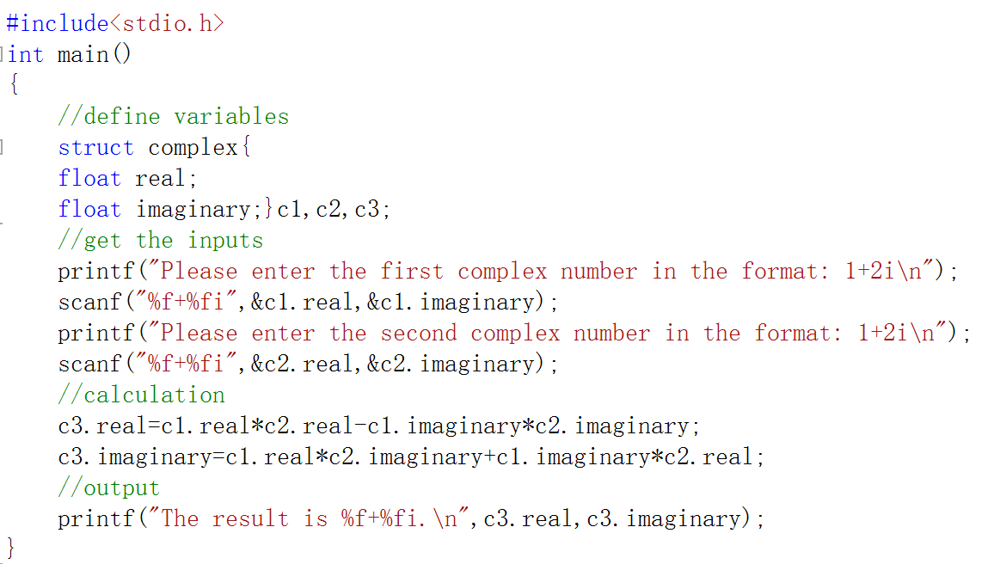 #include<stdio.h>
int main()
{
    //define variables
    struct complex{
    float real;
    float imaginary;}c1,c2,c3;
    //get the inputs
    printf("Please enter the first complex number in the format: 1+2i\n");
    scanf("%f+%fi",&c1.real,&c1.imaginary);
    printf("Please enter the second complex number in the format: 1+2i\n");
    scanf("%f+%fi",&c2.real,&c2.imaginary);
    //calculation
    c3.real=c1.real*c2.real-c1.imaginary*c2.imaginary;
    c3.imaginary=c1.real*c2.imaginary+c1.imaginary*c2.real;
    //output
    printf("The result is %f+%fi.\n",c3.real,c3.imaginary);
}